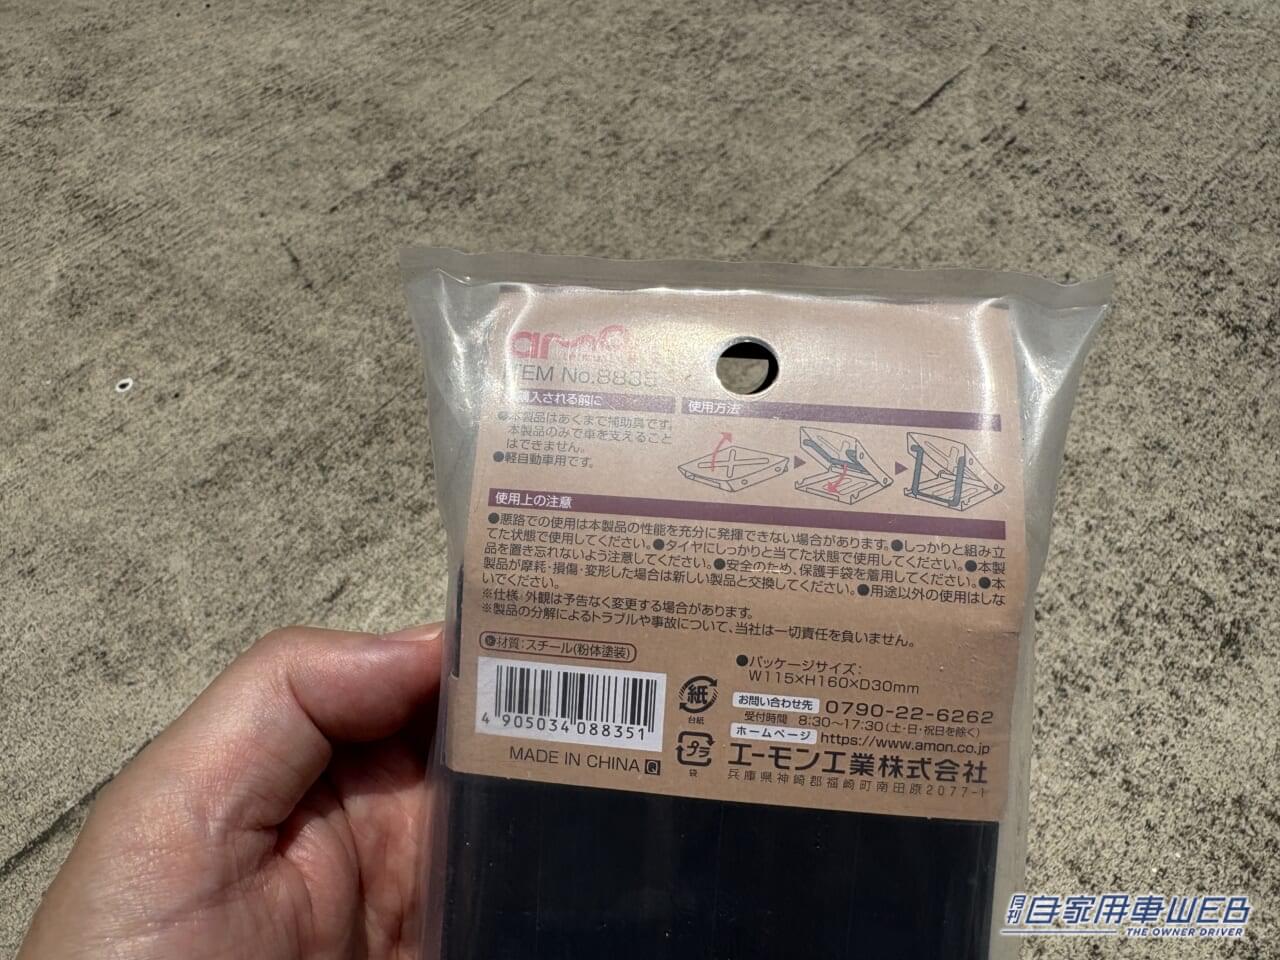 ITEM No.8835
購入される前に
●本製品はあくまで補助具です。
本製品のみで車を支えること
はできません。
●軽自動車用です。
使用方法
使用上の注意
●悪路での使用は本製品の性能を充分に発揮できない場合があります。●しっかりと組み立
てた状態で使用してください。●タイヤにしっかりと当てた状態で使用してください。●本製
品を置き忘れないよう注意してください。●安全のため、保護手袋を着用してください。●本
製品が摩耗・損傷・変形した場合は新しい製品と交換してください。●用途以外の使用はしな
いでください。
※仕様・外観は予告なく変更する場合があります。
※製品の分解によるトラブルや事故について、当社は一切責任を負いません。
材質:スチール(粉体塗装)
4 905034 088351
MADE IN CHINA Q
紙
台紙
プラ
袋
●パッケージサイズ:
W115×H160×D30mm
お問い合わせ先 0790-22-6262
受付時間 8:30～17:30(土・日・祝日を除く)
ホームページ https://www.amon.co.jp
エーモン工業株式会社
兵庫県神崎郡福崎町南田原2077-1
月刊自家用車WEB
THE OWNER DRIVER